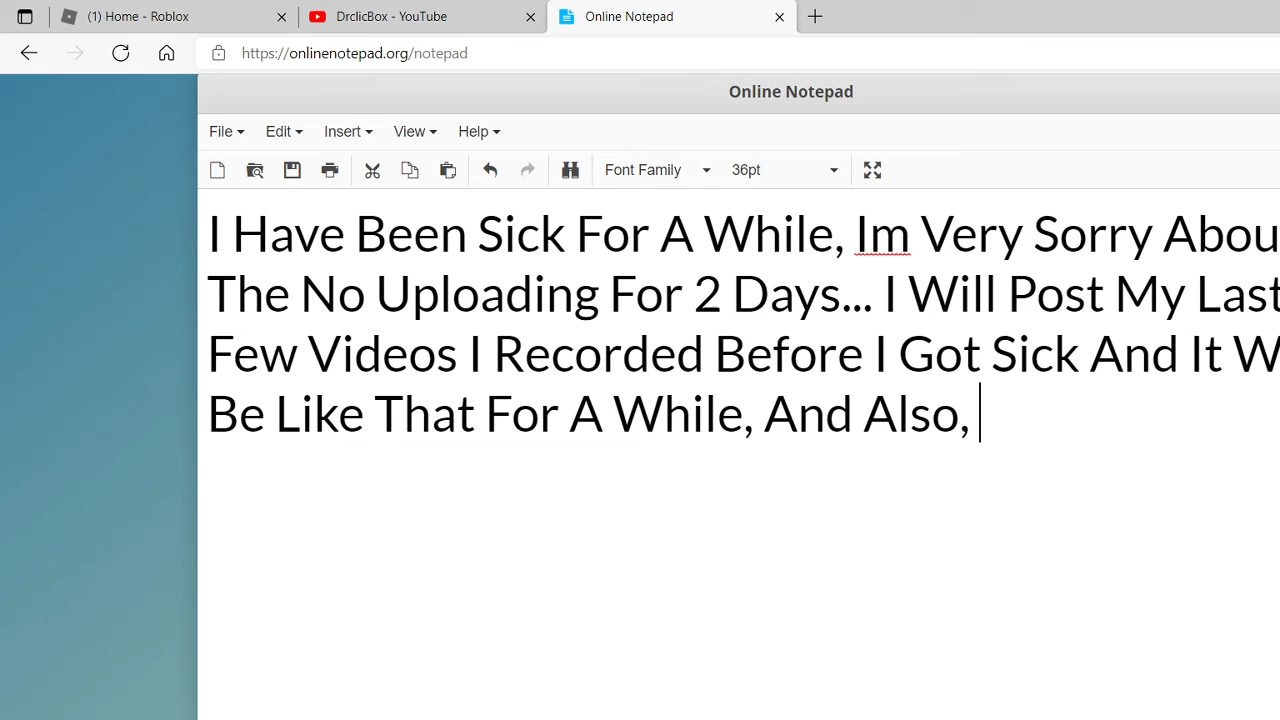 (1) Home - Roblox
DrclicBox - YouTube
Online Notepad
https://onlinenotepad.org/notepad
Online Notepad
File Edit Insert View Help
Font Family 36pt
I Have Been Sick For A While, Im Very Sorry Abou
The No Uploading For 2 Days... I Will Post My Last
Few Videos I Recorded Before I Got Sick And It W
Be Like That For A While, And Also,